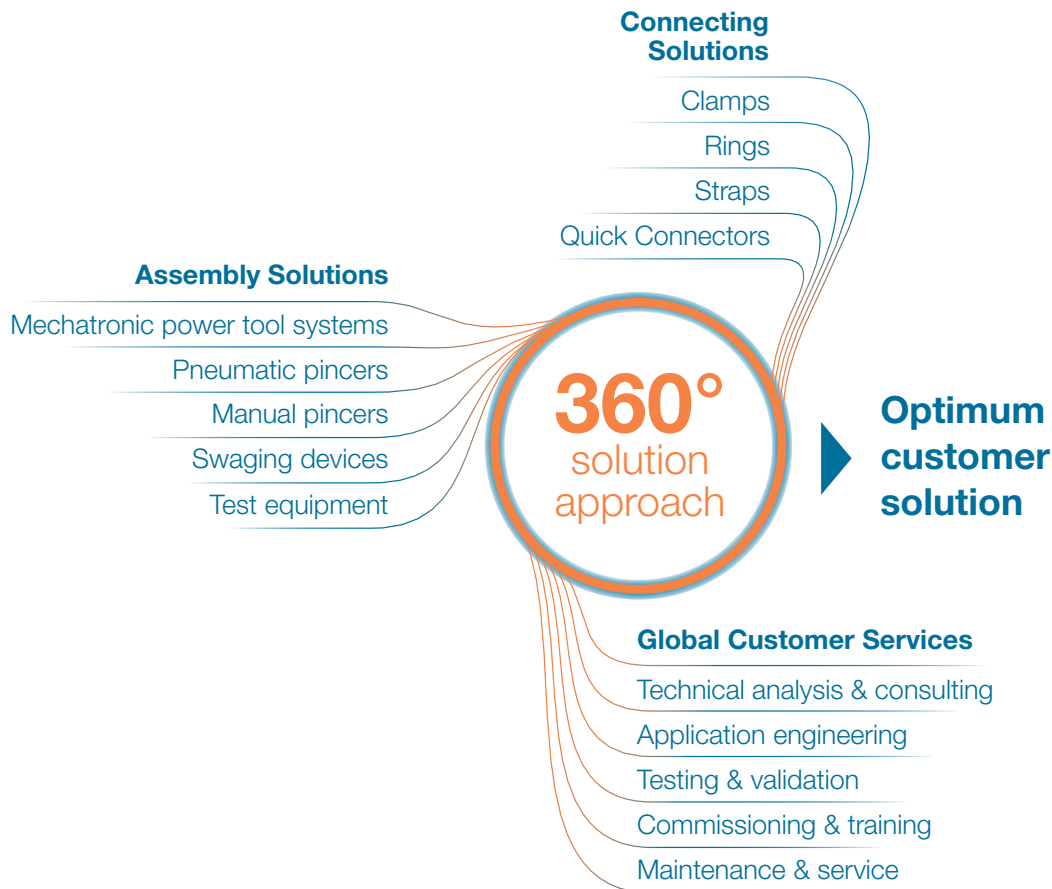 Connecting
Solutions
Clamps
Rings
Straps
Quick Connectors
Assembly Solutions
Mechatronic power tool systems
Pneumatic pincers
Manual pincers
Swaging devices
Test equipment
360°
solution
approach
Optimum
customer
solution
Global Customer Services
Technical analysis & consulting
Application engineering
Testing & validation
Commissioning & training
Maintenance & service